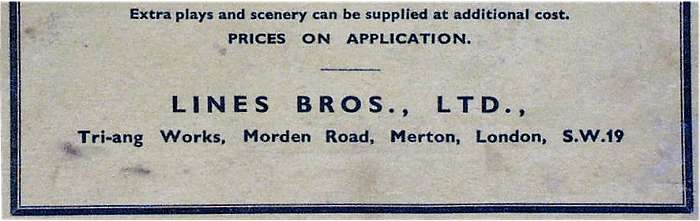 Extra plays and scenery can be supplied at additional cost.
PRICES ON APPLICATION.
LINES BROS., LTD.,
Tri-ang Works, Morden Road, Merton, London, S.W.19